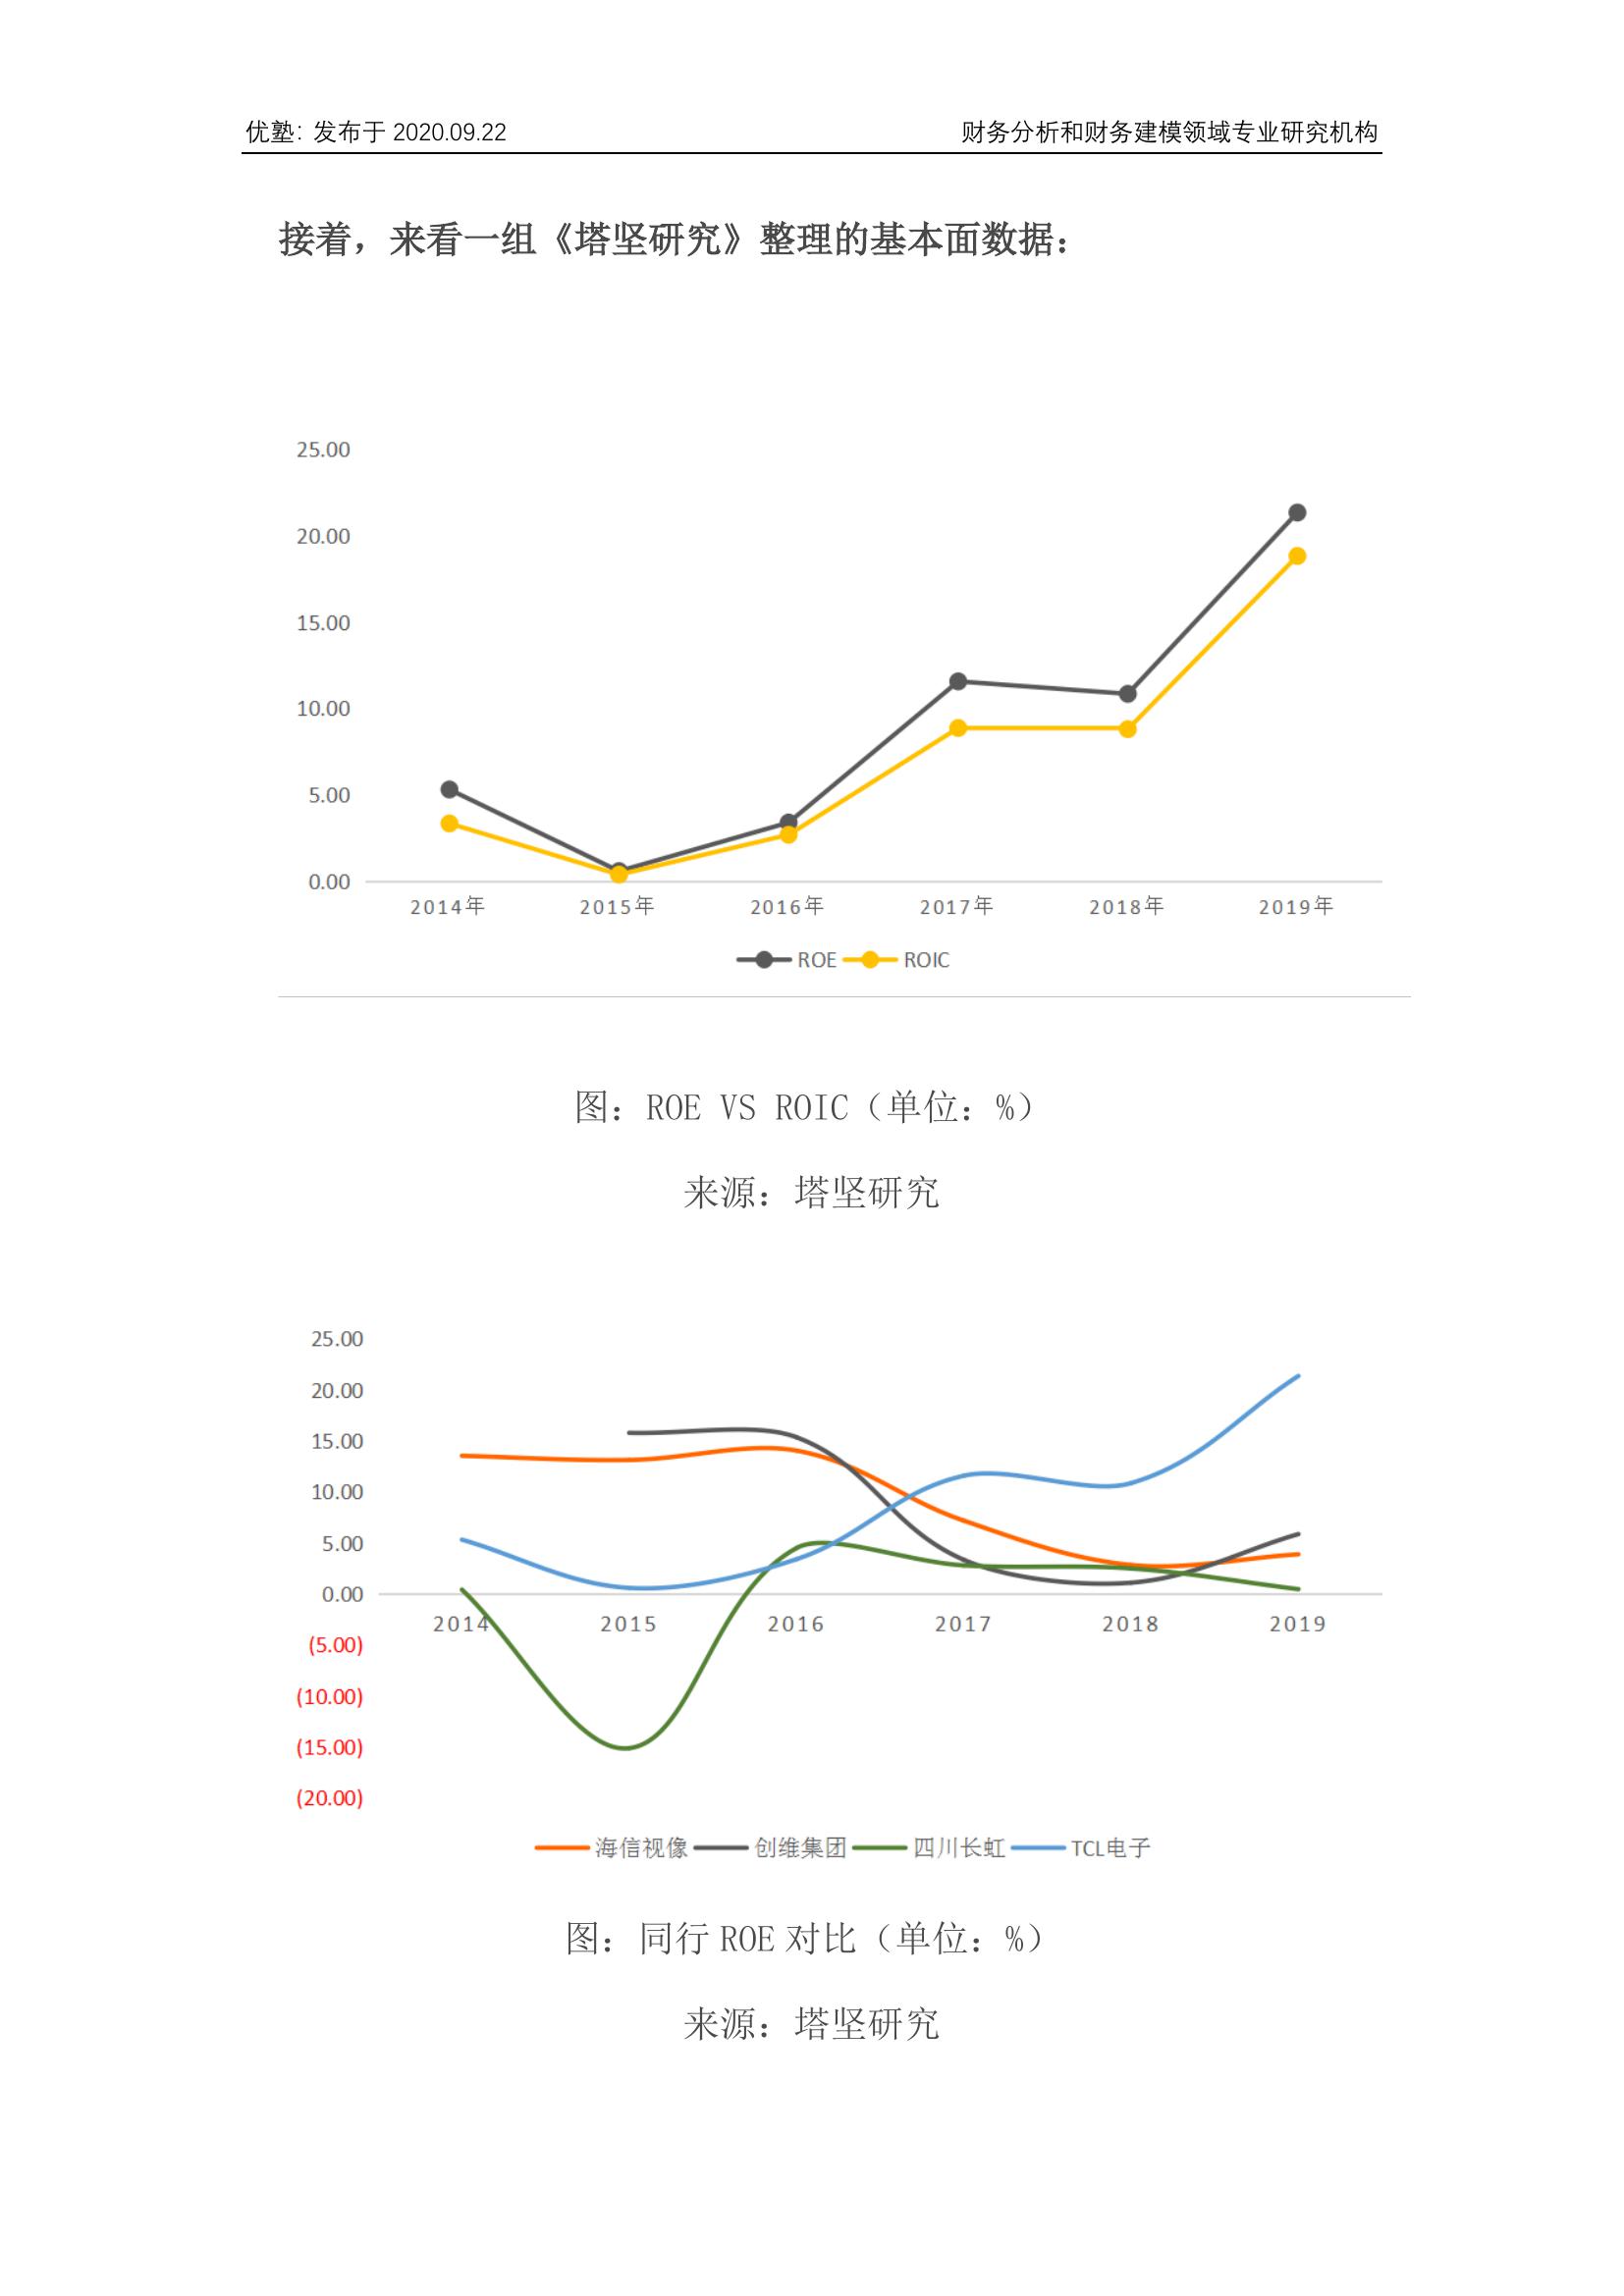 优塾：发布于 2020.09.22 财务分析和财务建模领域专业研究机构
接着，来看一组《塔坚研究》整理的基本面数据：
25.00
20.00
15.00
10.00
5.00
0.00
2014年 2015年 2016年 2017年 2018年 2019年
ROE ROIC
图：ROE VS ROIC（单位：%）
来源：塔坚研究
25.00
20.00
15.00
10.00
5.00
0.00
2014 2015 2016 2017 2018 2019
(5.00)
(10.00)
(15.00)
(20.00)
海信视像 创维集团 四川长虹 TCL电子
图：同行 ROE 对比（单位：%）
来源：塔坚研究